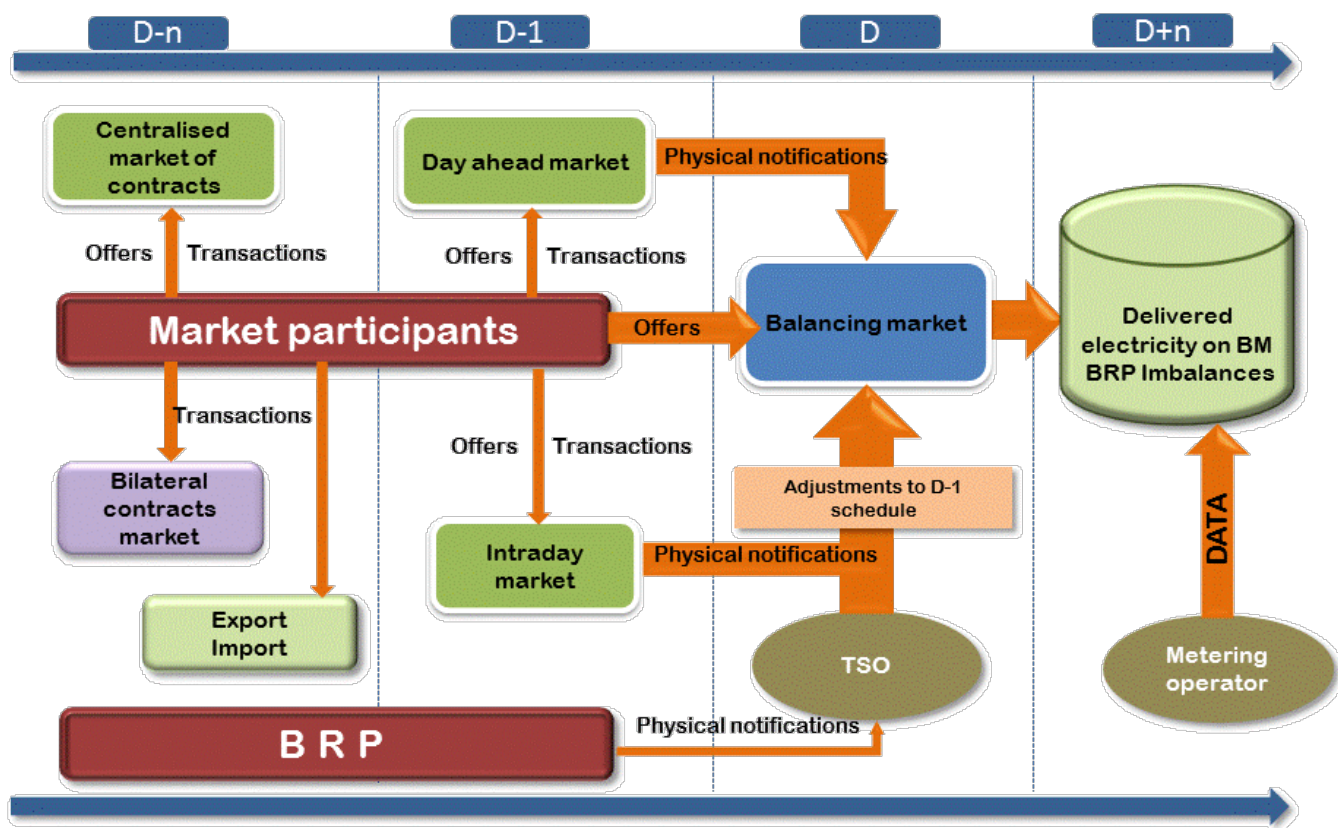 D-n
D-1
D
D+n
Centralised
market of
contracts
Day ahead market
Physical notifications
Offers
Transactions
Offers
Transactions
Market participants
Offers
Balancing market
Delivered
electricity on BM
BRP Imbalances
Transactions
Offers
Transactions
Bilateral
contracts
market
Adjustments to D-1
schedule
Intraday
market
Physical notifications
DATA
Export
Import
TSO
Metering
operator
B R P
Physical notifications